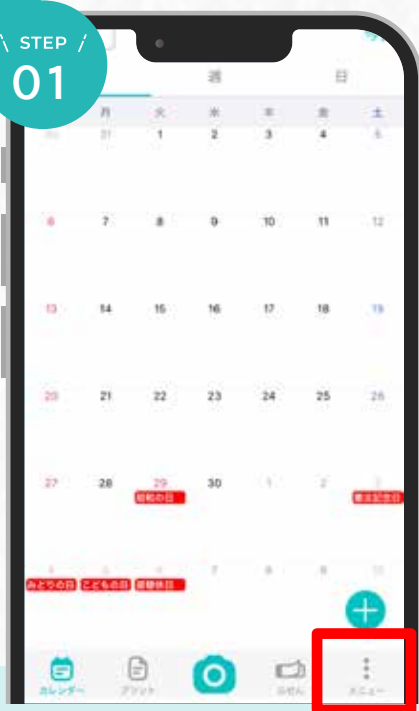 STEP
01
週 日
月 火 水 木 金 土
30 31 1 2 3 4 5
6 7 8 9 10 11 12
13 14 15 16 17 18 19
20 21 22 23 24 25 26
27 28 29 30 1 2 3
昭和の日 憲法記念日
4 5 6 7 8 9 10
みどりの日 こどもの日 振替休日
カレンダー プリント ふせん メニュー